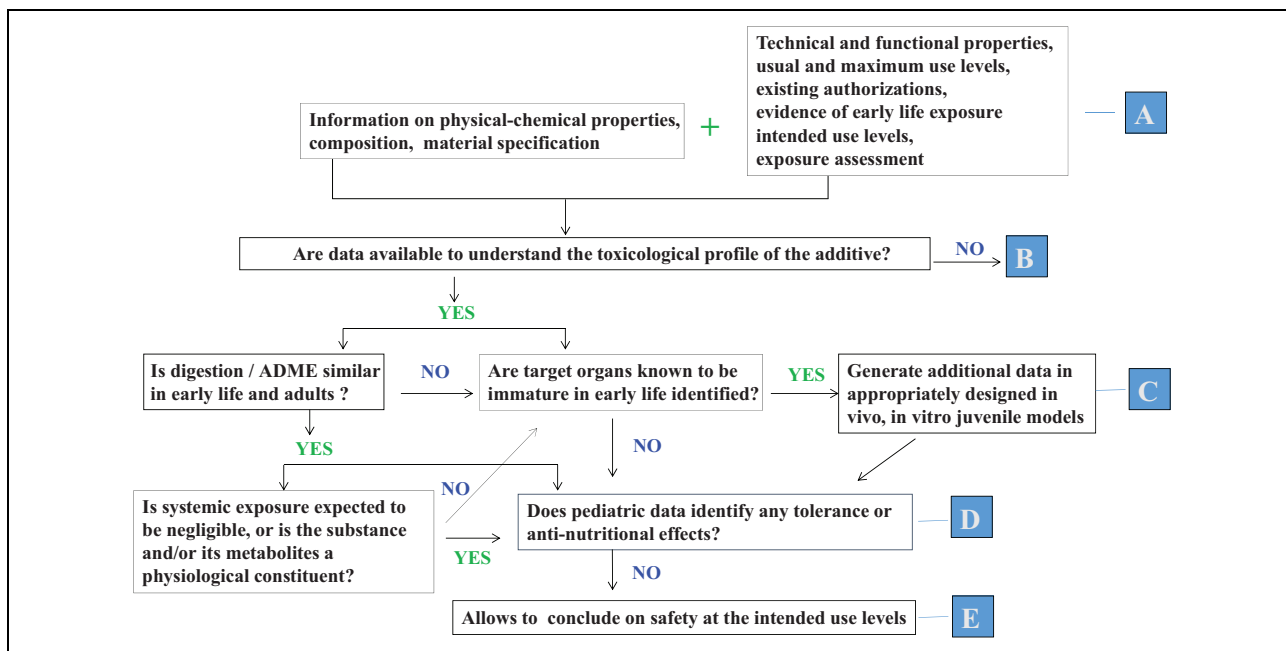 Technical and functional properties,
usual and maximum use levels,
existing authorizations,
evidence of early life exposure
intended use levels,
exposure assessment
A
Information on physical-chemical properties,
composition, material specification
+
Are data available to understand the toxicological profile of the additive?
NO
B
YES
Is digestion / ADME similar
in early life and adults ?
NO
Are target organs known to be
immature in early life identified?
YES
Generate additional data in
appropriately designed in
vivo, in vitro juvenile models
C
YES
NO
Is systemic exposure expected to
be negligible, or is the substance
and/or its metabolites a
physiological constituent?
NO
YES
Does pediatric data identify any tolerance or
anti-nutritional effects?
D
NO
Allows to conclude on safety at the intended use levels
E